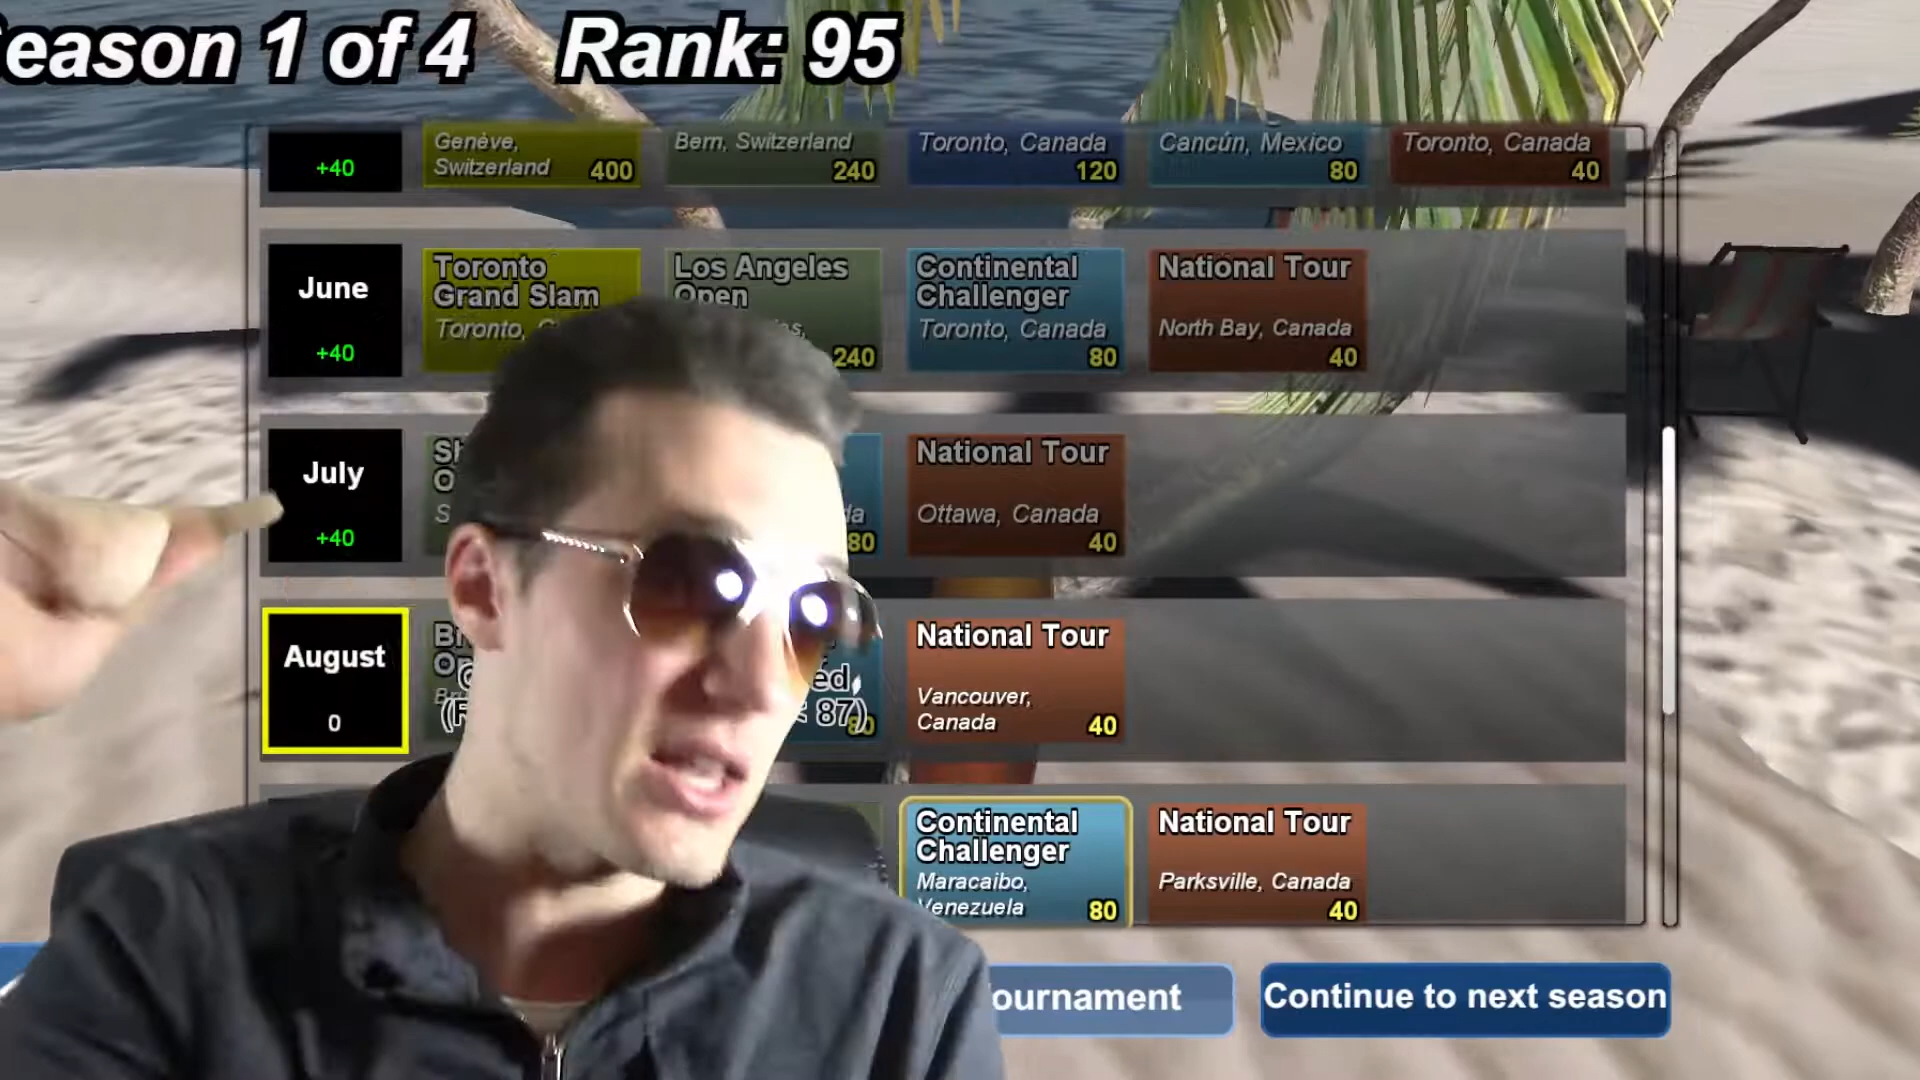 eason 1 of 4 Rank: 95
+40
Genève,
Switzerland 400
Bern, Switzerland
240
Toronto, Canada
120
Cancún, Mexico
80
Toronto, Canada
40
June
+40
Toronto
Grand Slam
Toronto,
Los Angeles
Open
240
Continental
Challenger
Toronto, Canada
80
National Tour
North Bay, Canada
40
July
+40
80
National Tour
Ottawa, Canada
40
August
0
87)
80
National Tour
Vancouver,
Canada 40
Continental
Challenger
Maracaibo,
Venezuela 80
National Tour
Parksville, Canada
40
ournament
Continue to next season